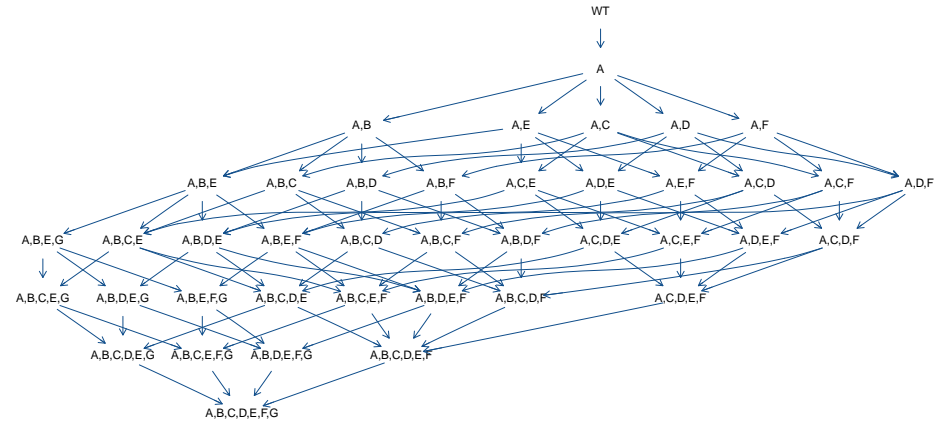 WT
A
A,B A,E A,C A,D A,F
A,B,E A,B,C A,B,D A,B,F A,C,E A,D,E A,E,F A,C,D A,C,F A,D,F
A,B,E,G A,B,C,E A,B,D,E A,B,E,F A,B,C,D A,B,C,F A,B,D,F A,C,D,E A,C,E,F A,D,E,F A,C,D,F
A,B,C,E,G A,B,D,E,G A,B,E,F,G A,B,C,D,E A,B,C,E,F A,B,D,E,F A,B,C,D,F A,C,D,E,F
A,B,C,D,E,G A,B,C,E,F,G A,B,D,E,F,G A,B,C,D,E,F
A,B,C,D,E,F,G